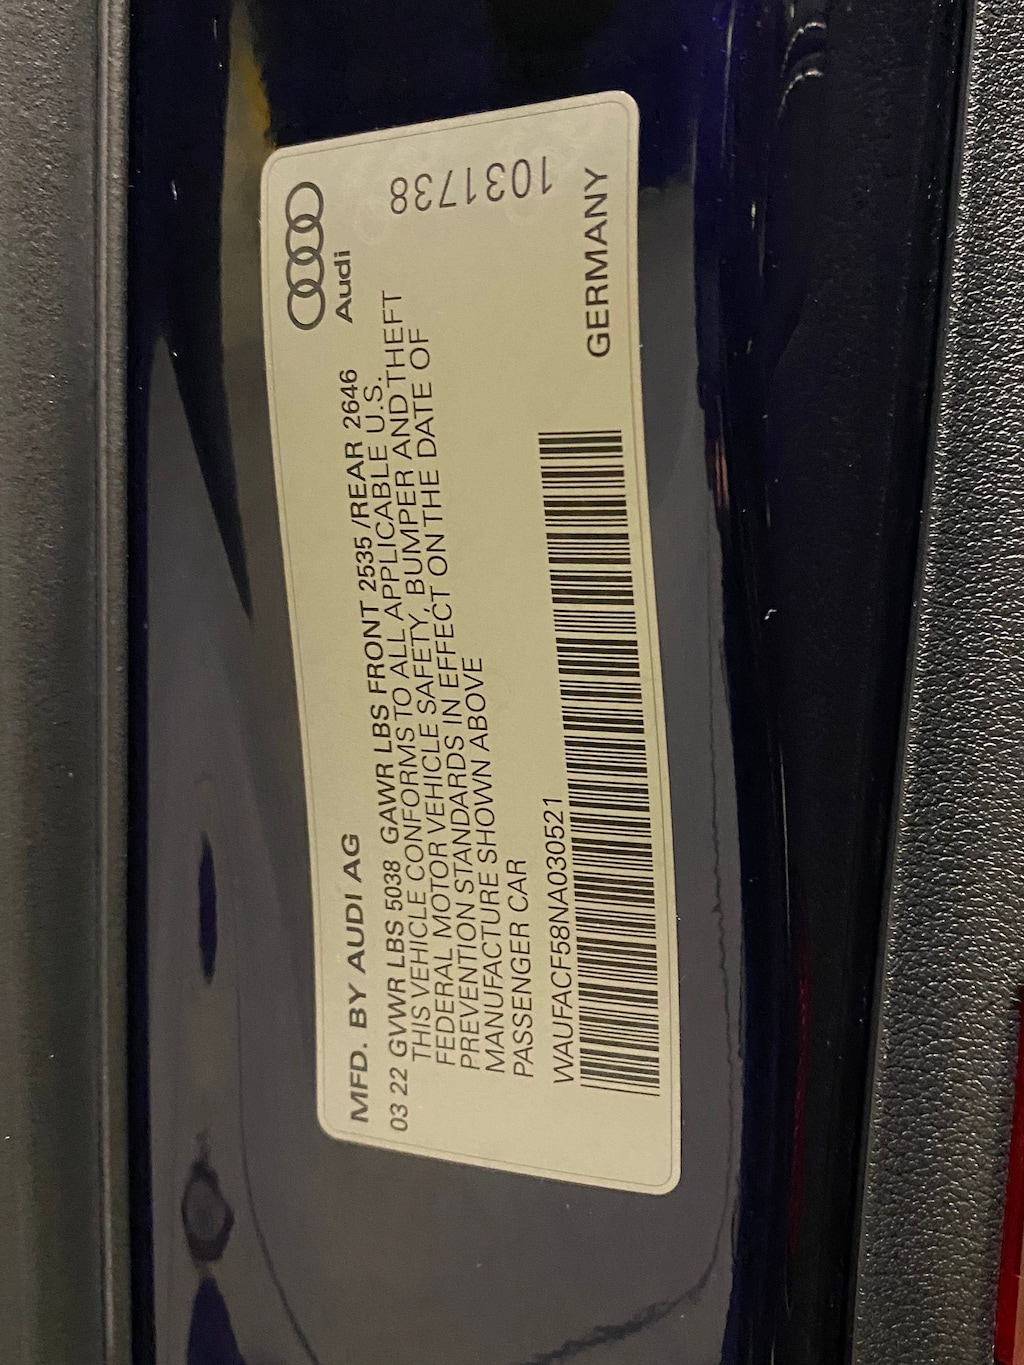 MFD. BY AUDI AG
Audi
03 22 GVWR LBS 5038 GAWR LBS FRONT 2535 /REAR 2646
THIS VEHICLE CONFORMS TO ALL APPLICABLE U.S.
FEDERAL MOTOR VEHICLE SAFETY, BUMPER AND THEFT
PREVENTION STANDARDS IN EFFECT ON THE DATE OF
MANUFACTURE SHOWN ABOVE
PASSENGER CAR
WAUFACF58NA030521
GERMANY
1031738